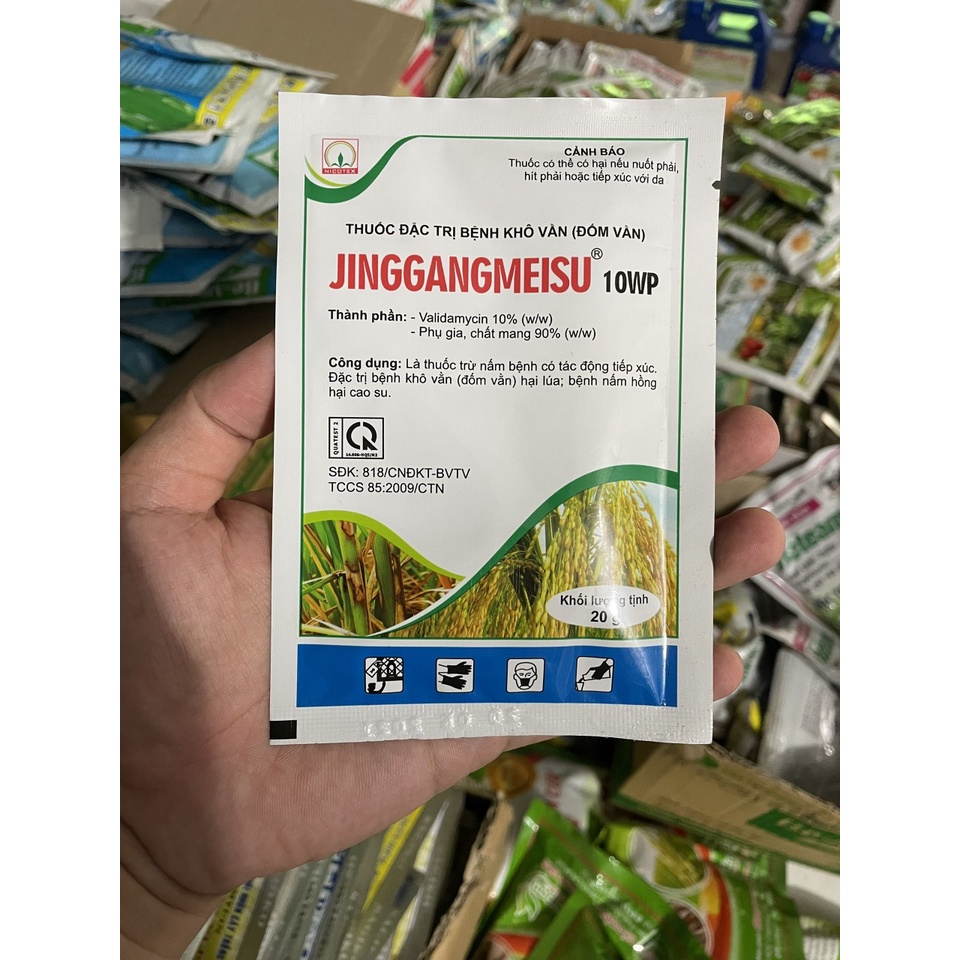 NICOTEX
CẢNH BÁO
Thuốc có thể có hại nếu nuốt phải,
hít phải hoặc tiếp xúc với da
THUỐC ĐẶC TRỊ BỆNH KHÔ VẰN (ĐỐM VẰN)
JINGGANGMEISU® 10WP
Thành phần: - Validamycin 10% (w/w)
- Phụ gia, chất mang 90% (w/w)
Công dụng: Là thuốc trừ nấm bệnh có tác động tiếp xúc.
Đặc trị bệnh khô vằn (đốm vằn) hại lúa; bệnh nấm hồng
hại cao su.
QUATEST 2
SĐK: 818/CNĐKT-BVTV
TCCS 85:2009/CTN
Khối lượng tịnh
20 g